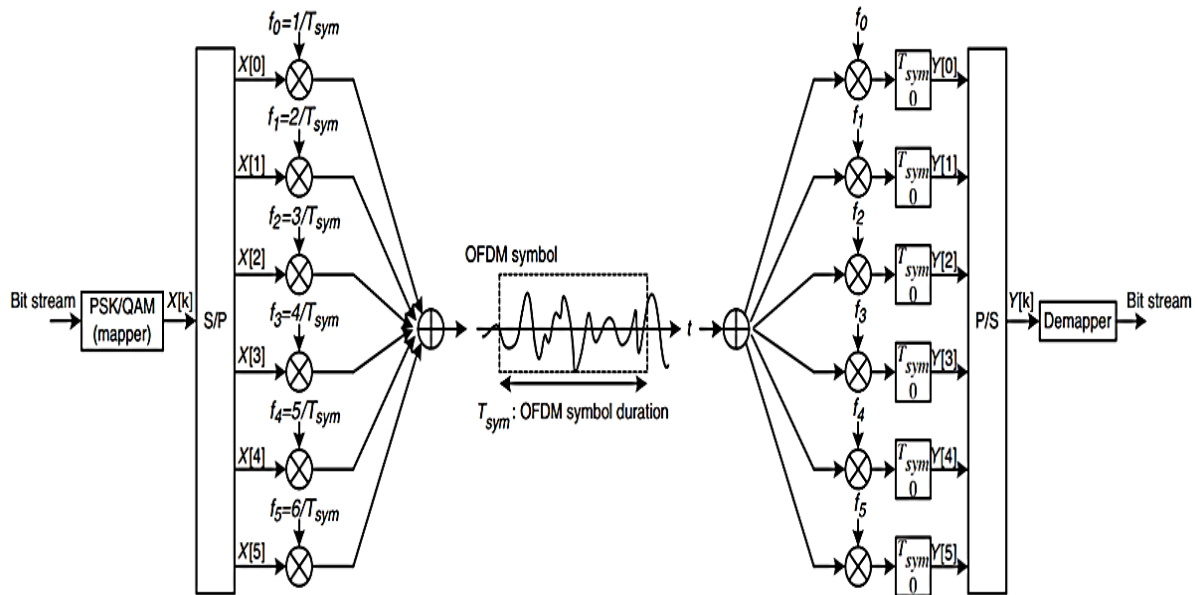 Bit stream
PSK/QAM
(mapper)
X[k]
S/P
f0=1/Tsym
X[0]
f1=2/Tsym
X[1]
f2=3/Tsym
X[2]
f3=4/Tsym
X[3]
f4=5/Tsym
X[4]
f5=6/Tsym
X[5]
OFDM symbol
t
Tsym : OFDM symbol duration
f0
Tsym
0
Y[0]
f1
Tsym
0
Y[1]
f2
Tsym
0
Y[2]
f3
Tsym
0
Y[3]
f4
Tsym
0
Y[4]
f5
Tsym
0
Y[5]
P/S
Y[k]
Demapper
Bit stream